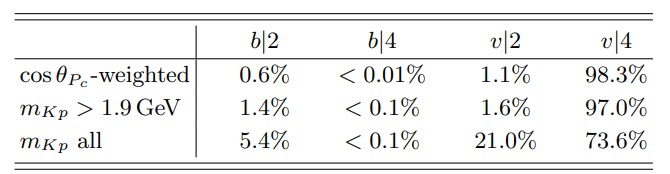 b|2 b|4 v|2 v|4
cos θ_{P_c}-weighted 0.6% < 0.01% 1.1% 98.3%
m_{Kp} > 1.9 GeV 1.4% < 0.1% 1.6% 97.0%
m_{Kp} all 5.4% < 0.1% 21.0% 73.6%